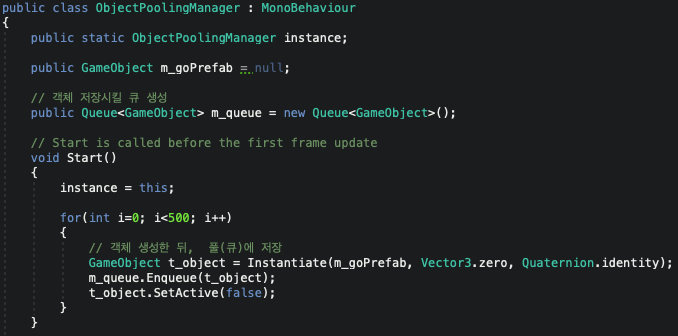 public class ObjectPoolingManager : MonoBehaviour
{
    public static ObjectPoolingManager instance;

    public GameObject m_goPrefab = null;

    // 객체 저장시킬 큐 생성
    public Queue<GameObject> m_queue = new Queue<GameObject>();

    // Start is called before the first frame update
    void Start()
    {
        instance = this;

        for(int i=0; i<500; i++)
        {
            // 객체 생성한 뒤,  풀(큐)에 저장
            GameObject t_object = Instantiate(m_goPrefab, Vector3.zero, Quaternion.identity);
            m_queue.Enqueue(t_object);
            t_object.SetActive(false);
        }
    }